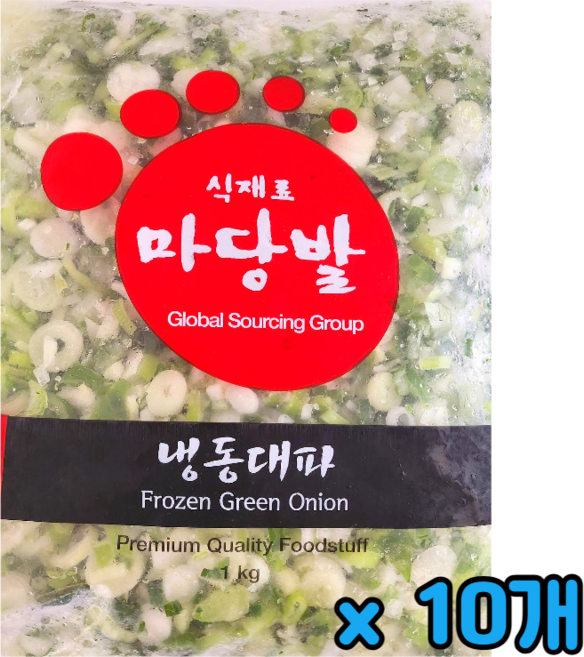 식재료
마당발
Global Sourcing Group
냉동대파
Frozen Green Onion
Premium Quality Foodstuff
1 kg
x 10개